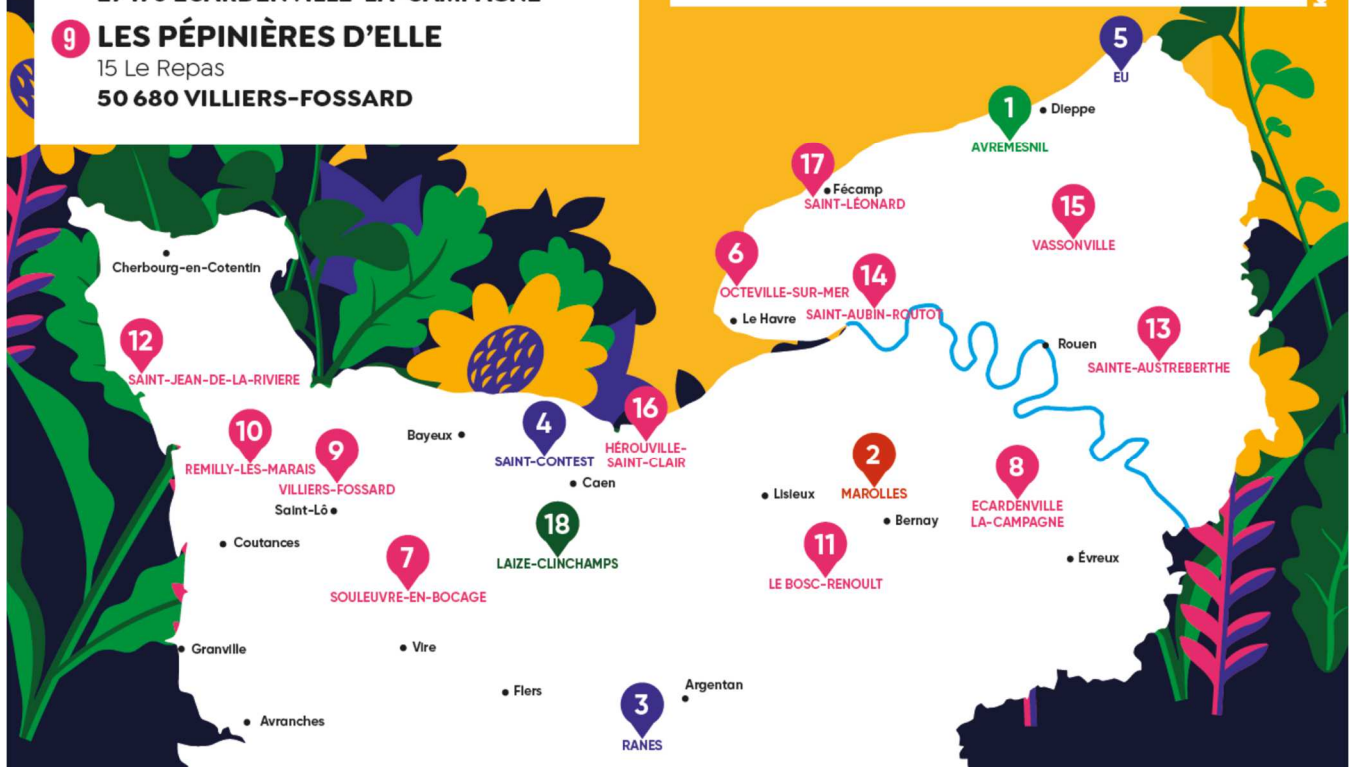 27170 ECARDENVILLE-LA-CAMPAGNE
9 LES PÉPINIÈRES D'ELLE
15 Le Repas
50 680 VILLIERS-FOSSARD
5
EU
1
Dieppe
AVREMESNIL
17
Fécamp
SAINT-LÉONARD
15
VASSONVILLE
6
OCTEVILLE-SUR-MER
14
Le Havre
SAINT-AUBIN-ROUTOT
Cherbourg-en-Cotentin
13
Rouen
SAINTE-AUSTREBERTHE
12
SAINT-JEAN-DE-LA-RIVIERE
10
REMILLY-LES-MARAIS
9
VILLIERS-FOSSARD
Saint-Lô
Bayeux
4
SAINT-CONTEST
16
HÉROUVILLE-
SAINT-CLAIR
Caen
2
MAROLLES
Lisieux
Bernay
8
ECARDENVILLE
LA-CAMPAGNE
Coutances
18
LAIZE-CLINCHAMPS
7
SOULEUVRE-EN-BOCAGE
11
LE BOSC-RENOULT
Évreux
Granville
Vire
Flers
Argentan
3
RANES
Avranches